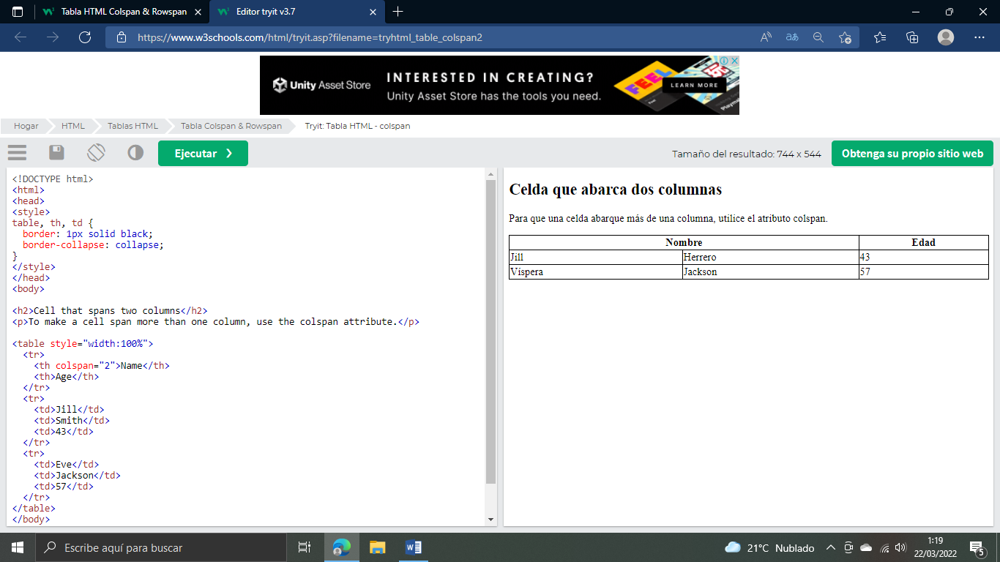 Tabla HTML Colspan & Rowspan
Editor tryit v3.7
https://www.w3schools.com/html/tryit.asp?filename=tryhtml_table_colspan2
Unity Asset Store
INTERESTED IN CREATING?
Unity Asset Store has the tools you need.
FEEL
LEARN MORE
Hogar
HTML
Tablas HTML
Tabla Colspan & Rowspan
Tryit: Tabla HTML - colspan
Ejecutar ❯
Tamaño del resultado: 744 x 544
Obtenga su propio sitio web
<!DOCTYPE html>
<html>
<head>
<style>
table, th, td {
  border: 1px solid black;
  border-collapse: collapse;
}
</style>
</head>
<body>
<h2>Cell that spans two columns</h2>
<p>To make a cell span more than one column, use the colspan attribute.</p>
<table style="width:100%">
  <tr>
    <th colspan="2">Name</th>
    <th>Age</th>
  </tr>
  <tr>
    <td>Jill</td>
    <td>Smith</td>
    <td>43</td>
  </tr>
  <tr>
    <td>Eve</td>
    <td>Jackson</td>
    <td>57</td>
  </tr>
</table>
</body>
Celda que abarca dos columnas
Para que una celda abarque más de una columna, utilice el atributo colspan.
Nombre Edad
Jill Herrero 43
Víspera Jackson 57
Escribe aquí para buscar
21°C Nublado
1:19
22/03/2022
5